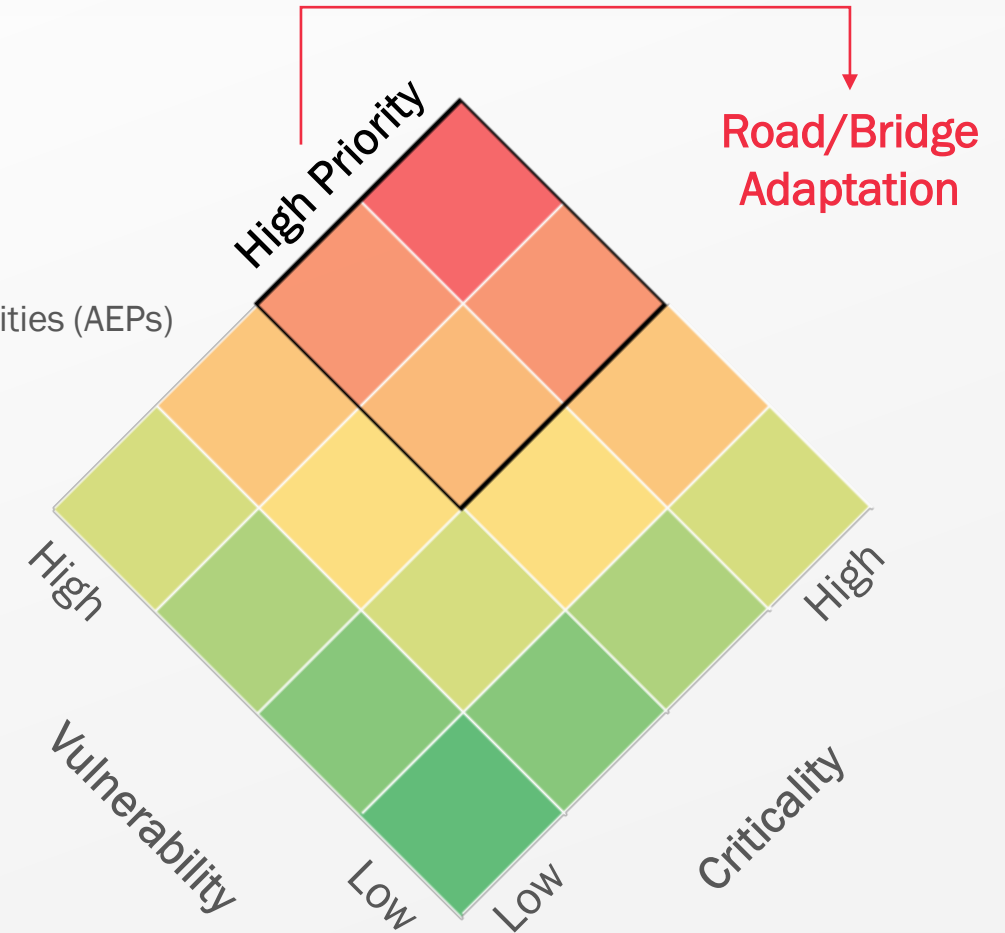 High Priority
Road/Bridge
Adaptation
ities (AEPs)
High
High
Vulnerability
Criticality
Low
Low